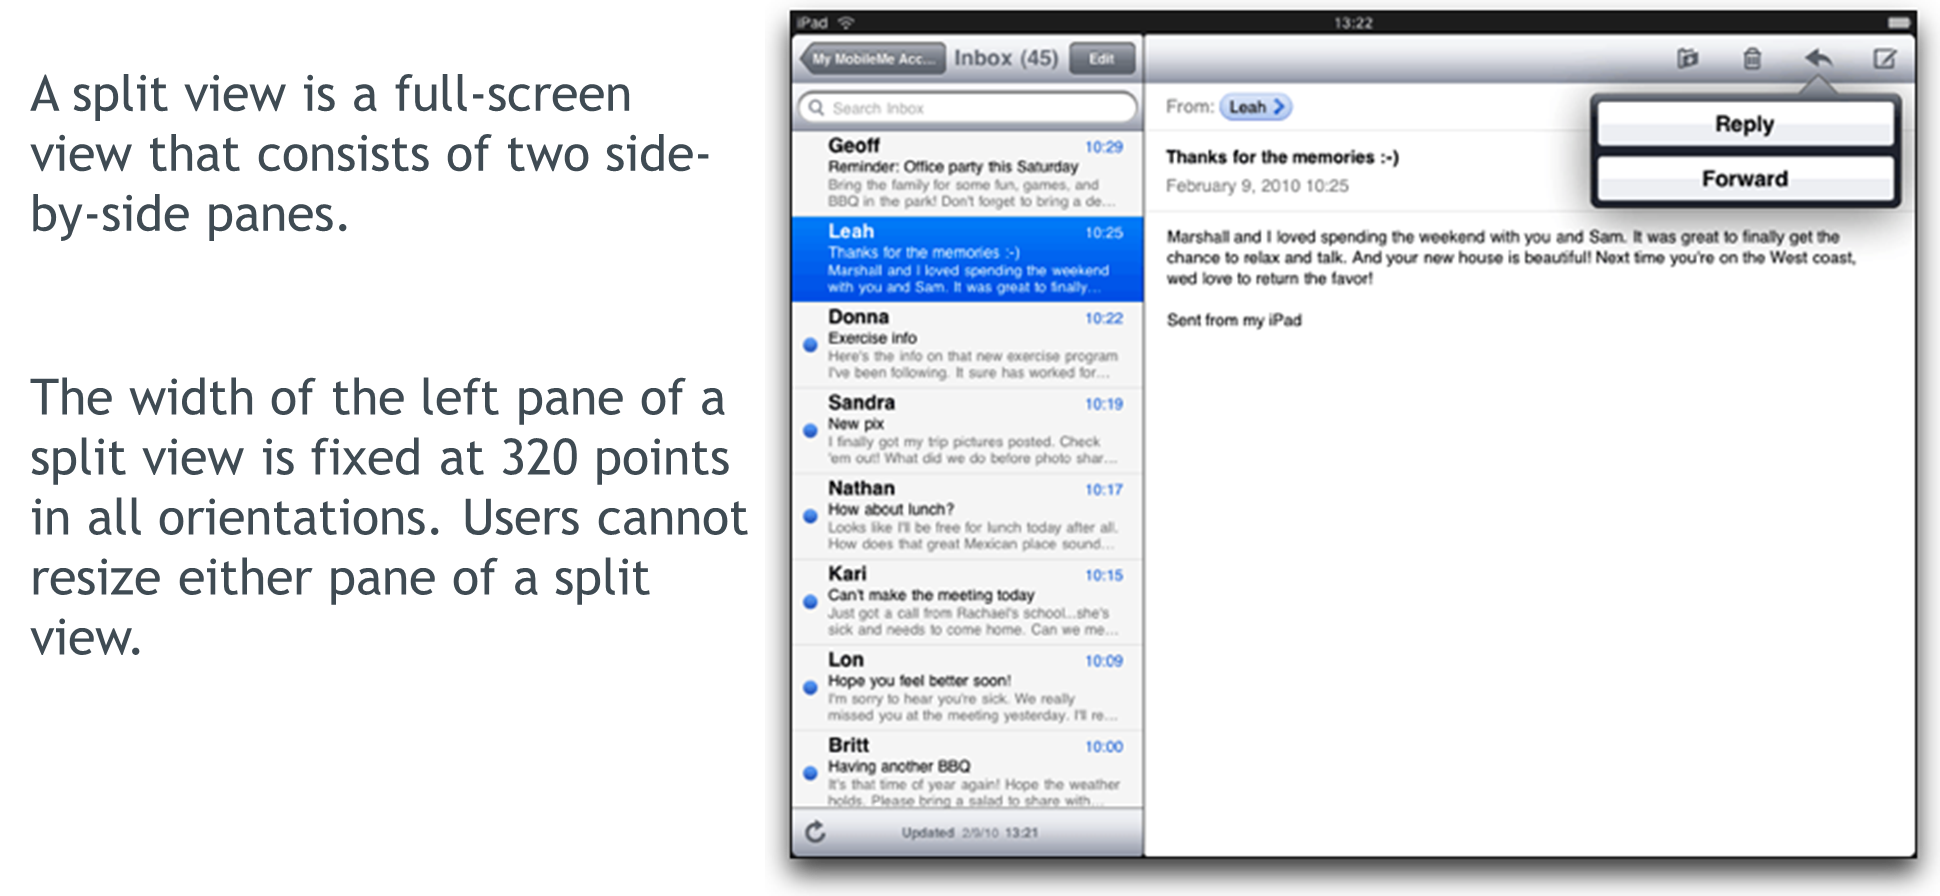 A split view is a full-screen
view that consists of two side-
by-side panes.
The width of the left pane of a
split view is fixed at 320 points
in all orientations. Users cannot
resize either pane of a split
view.
iPad 13:22
My MobileMe Acc... Inbox (45) Edit
Search Inbox
Geoff 10:29
Reminder: Office party this Saturday
Bring the family for some fun, games, and
BBQ in the park! Don't forget to bring a de...
Leah 10:25
Thanks for the memories :-)
Marshall and I loved spending the weekend
with you and Sam. It was great to finally...
Donna 10:22
Exercise info
Here's the info on that new exercise program
I've been following. It sure has worked for...
Sandra 10:19
New pix
I finally got my trip pictures posted. Check
'em out! What did we do before photo shar...
Nathan 10:17
How about lunch?
Looks like I'll be free for lunch today after all.
How does that great Mexican place sound...
Kari 10:15
Can't make the meeting today
Just got a call from Rachael's school...she's
sick and needs to come home. Can we me...
Lon 10:09
Hope you feel better soon!
I'm sorry to hear you're sick. We really
missed you at the meeting yesterday. I'll re...
Britt 10:00
Having another BBQ
It's that time of year again! Hope the weather
holds. Please bring a salad to share with...
Updated 2/9/10 13:21
From: Leah
Thanks for the memories :-)
February 9, 2010 10:25
Reply
Forward
Marshall and I loved spending the weekend with you and Sam. It was great to finally get the
chance to relax and talk. And your new house is beautiful! Next time you're on the West coast,
wed love to return the favor!
Sent from my iPad